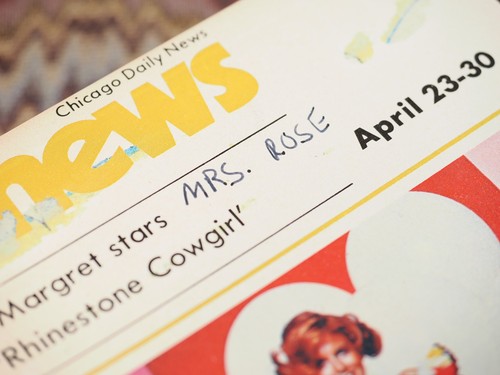 Chicago Daily News
news
April 23-30
MRS. ROSE
Margret stars
Rhinestone Cowgirl'